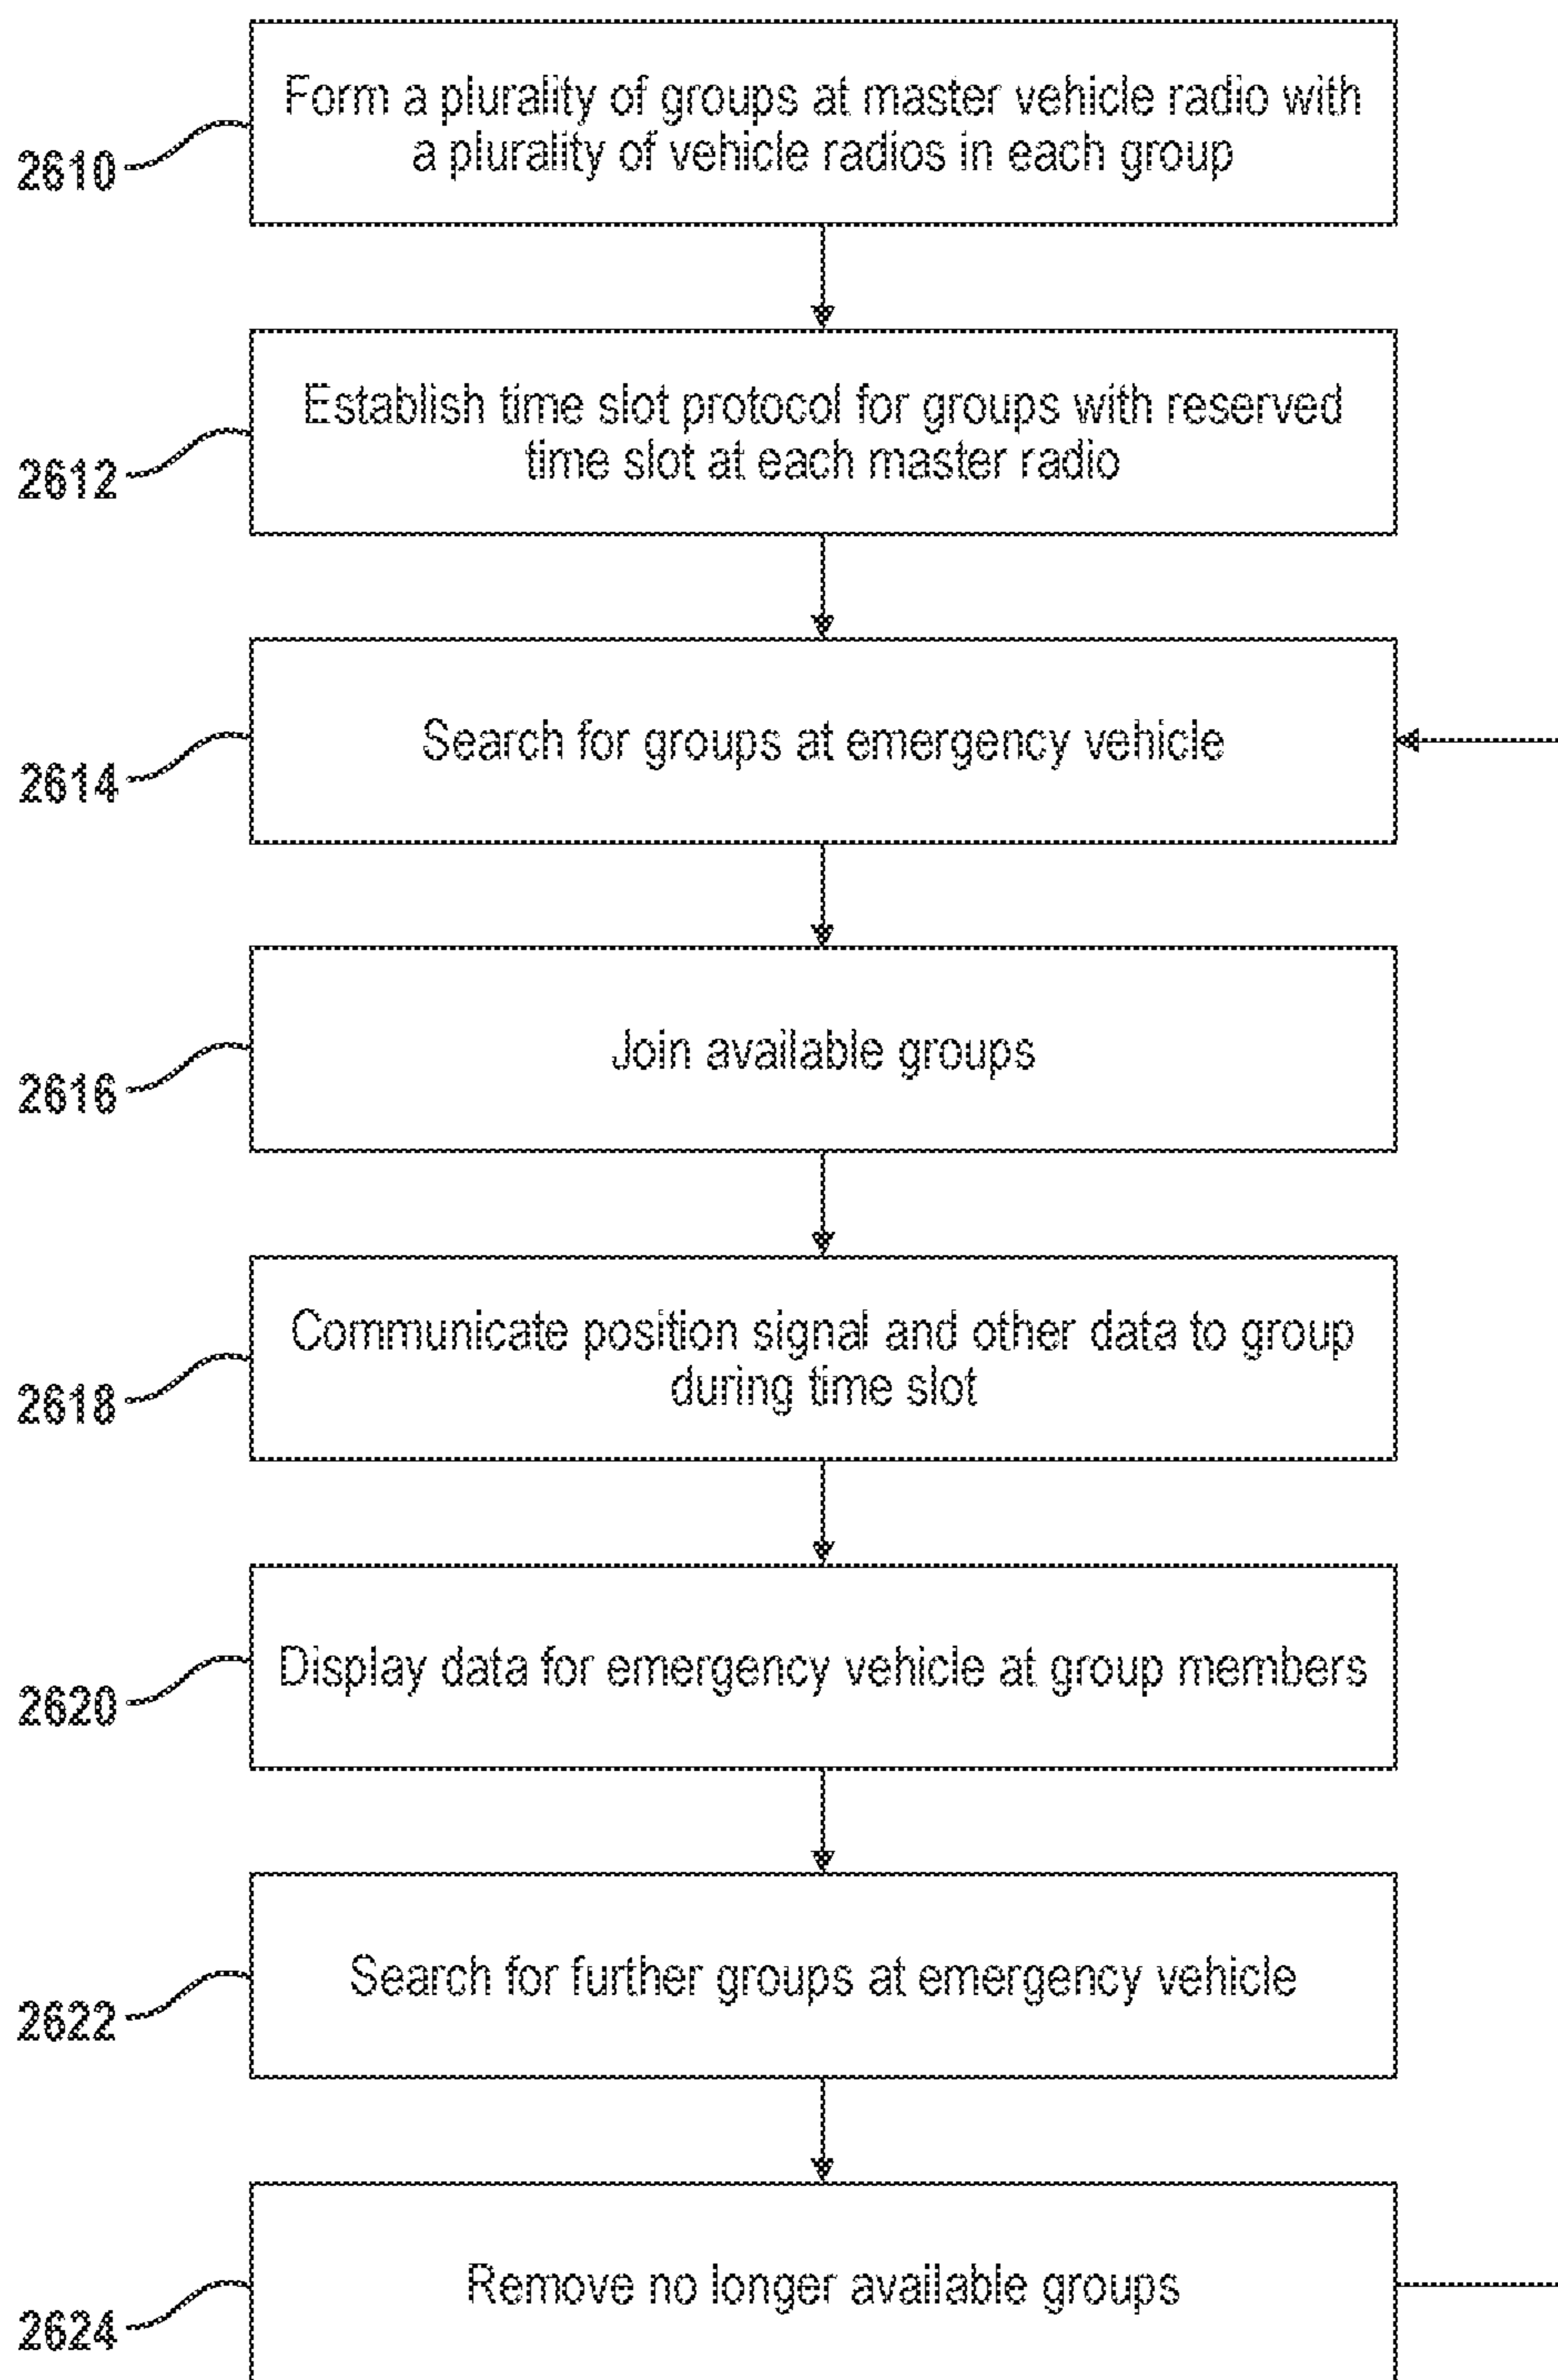 Form a plurality of groups at master vehicle radio with
a plurality of vehicle radios in each group
2610
Establish time slot protocol for groups with reserved
time slot at each master radio
2612
Search for groups at emergency vehicle
2614
Join available groups
2616
Communicate position signal and other data to group
during time slot
2618
Display data for emergency vehicle at group members
2620
Search for further groups at emergency vehicle
2622
Remove no longer available groups
2624